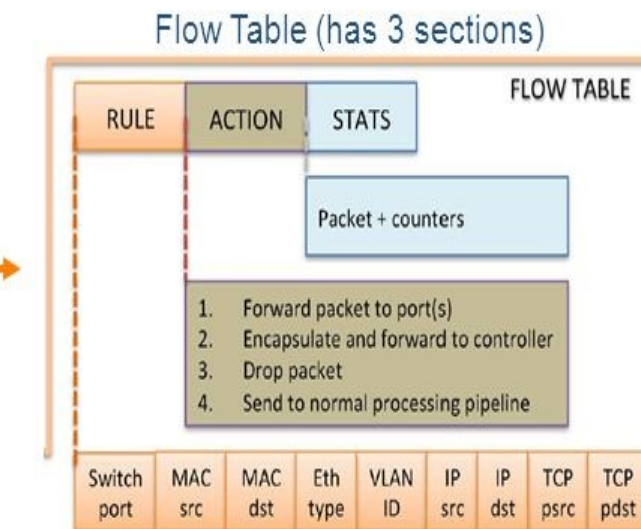 Flow Table (has 3 sections)
FLOW TABLE
RULE ACTION STATS
Packet + counters
1. Forward packet to port(s)
2. Encapsulate and forward to controller
3. Drop packet
4. Send to normal processing pipeline
Switch port
MAC src
MAC dst
Eth type
VLAN ID
IP src
IP dst
TCP psrc
TCP pdst